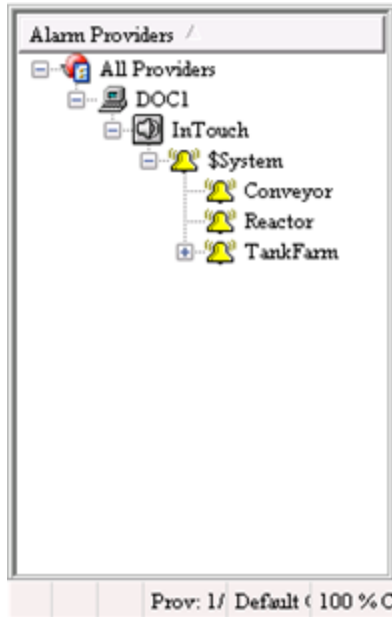 Alarm Providers
All Providers
DOC1
InTouch
$System
Conveyor
Reactor
TankFarm
Prov: 1/ Default 100 % C